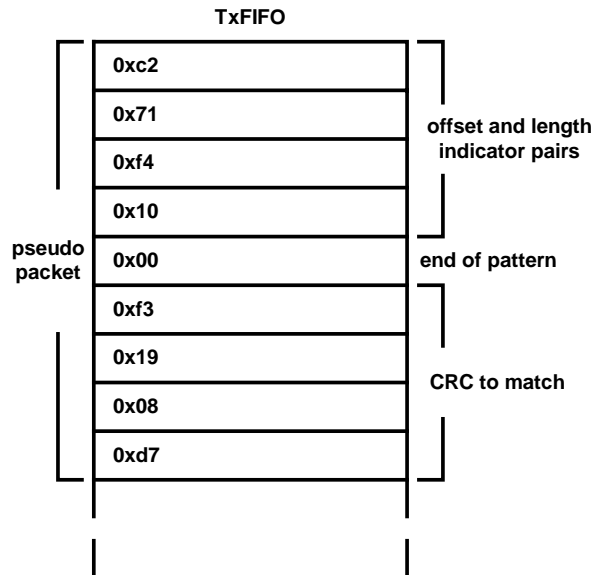 TxFIFO
0xc2
0x71
0xf4
0x10
0x00
0xf3
0x19
0x08
0xd7
pseudo
packet
offset and length
indicator pairs
end of pattern
CRC to match